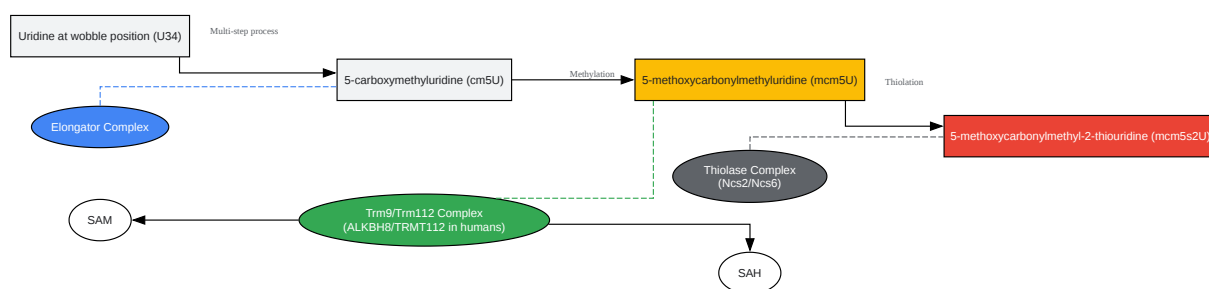 Uridine at wobble position (U34)
Multi-step process
5-carboxymethyluridine (cm5U)
Methylation
5-methoxycarbonylmethyluridine (mcm5U)
Thiolation
Elongator Complex
5-methoxycarbonylmethyl-2-thiouridine (mcm5s2U)
Thiolase Complex
(Ncs2/Ncs6)
SAM
Trm9/Trm112 Complex
(ALKBH8/TRMT112 in humans)
SAH